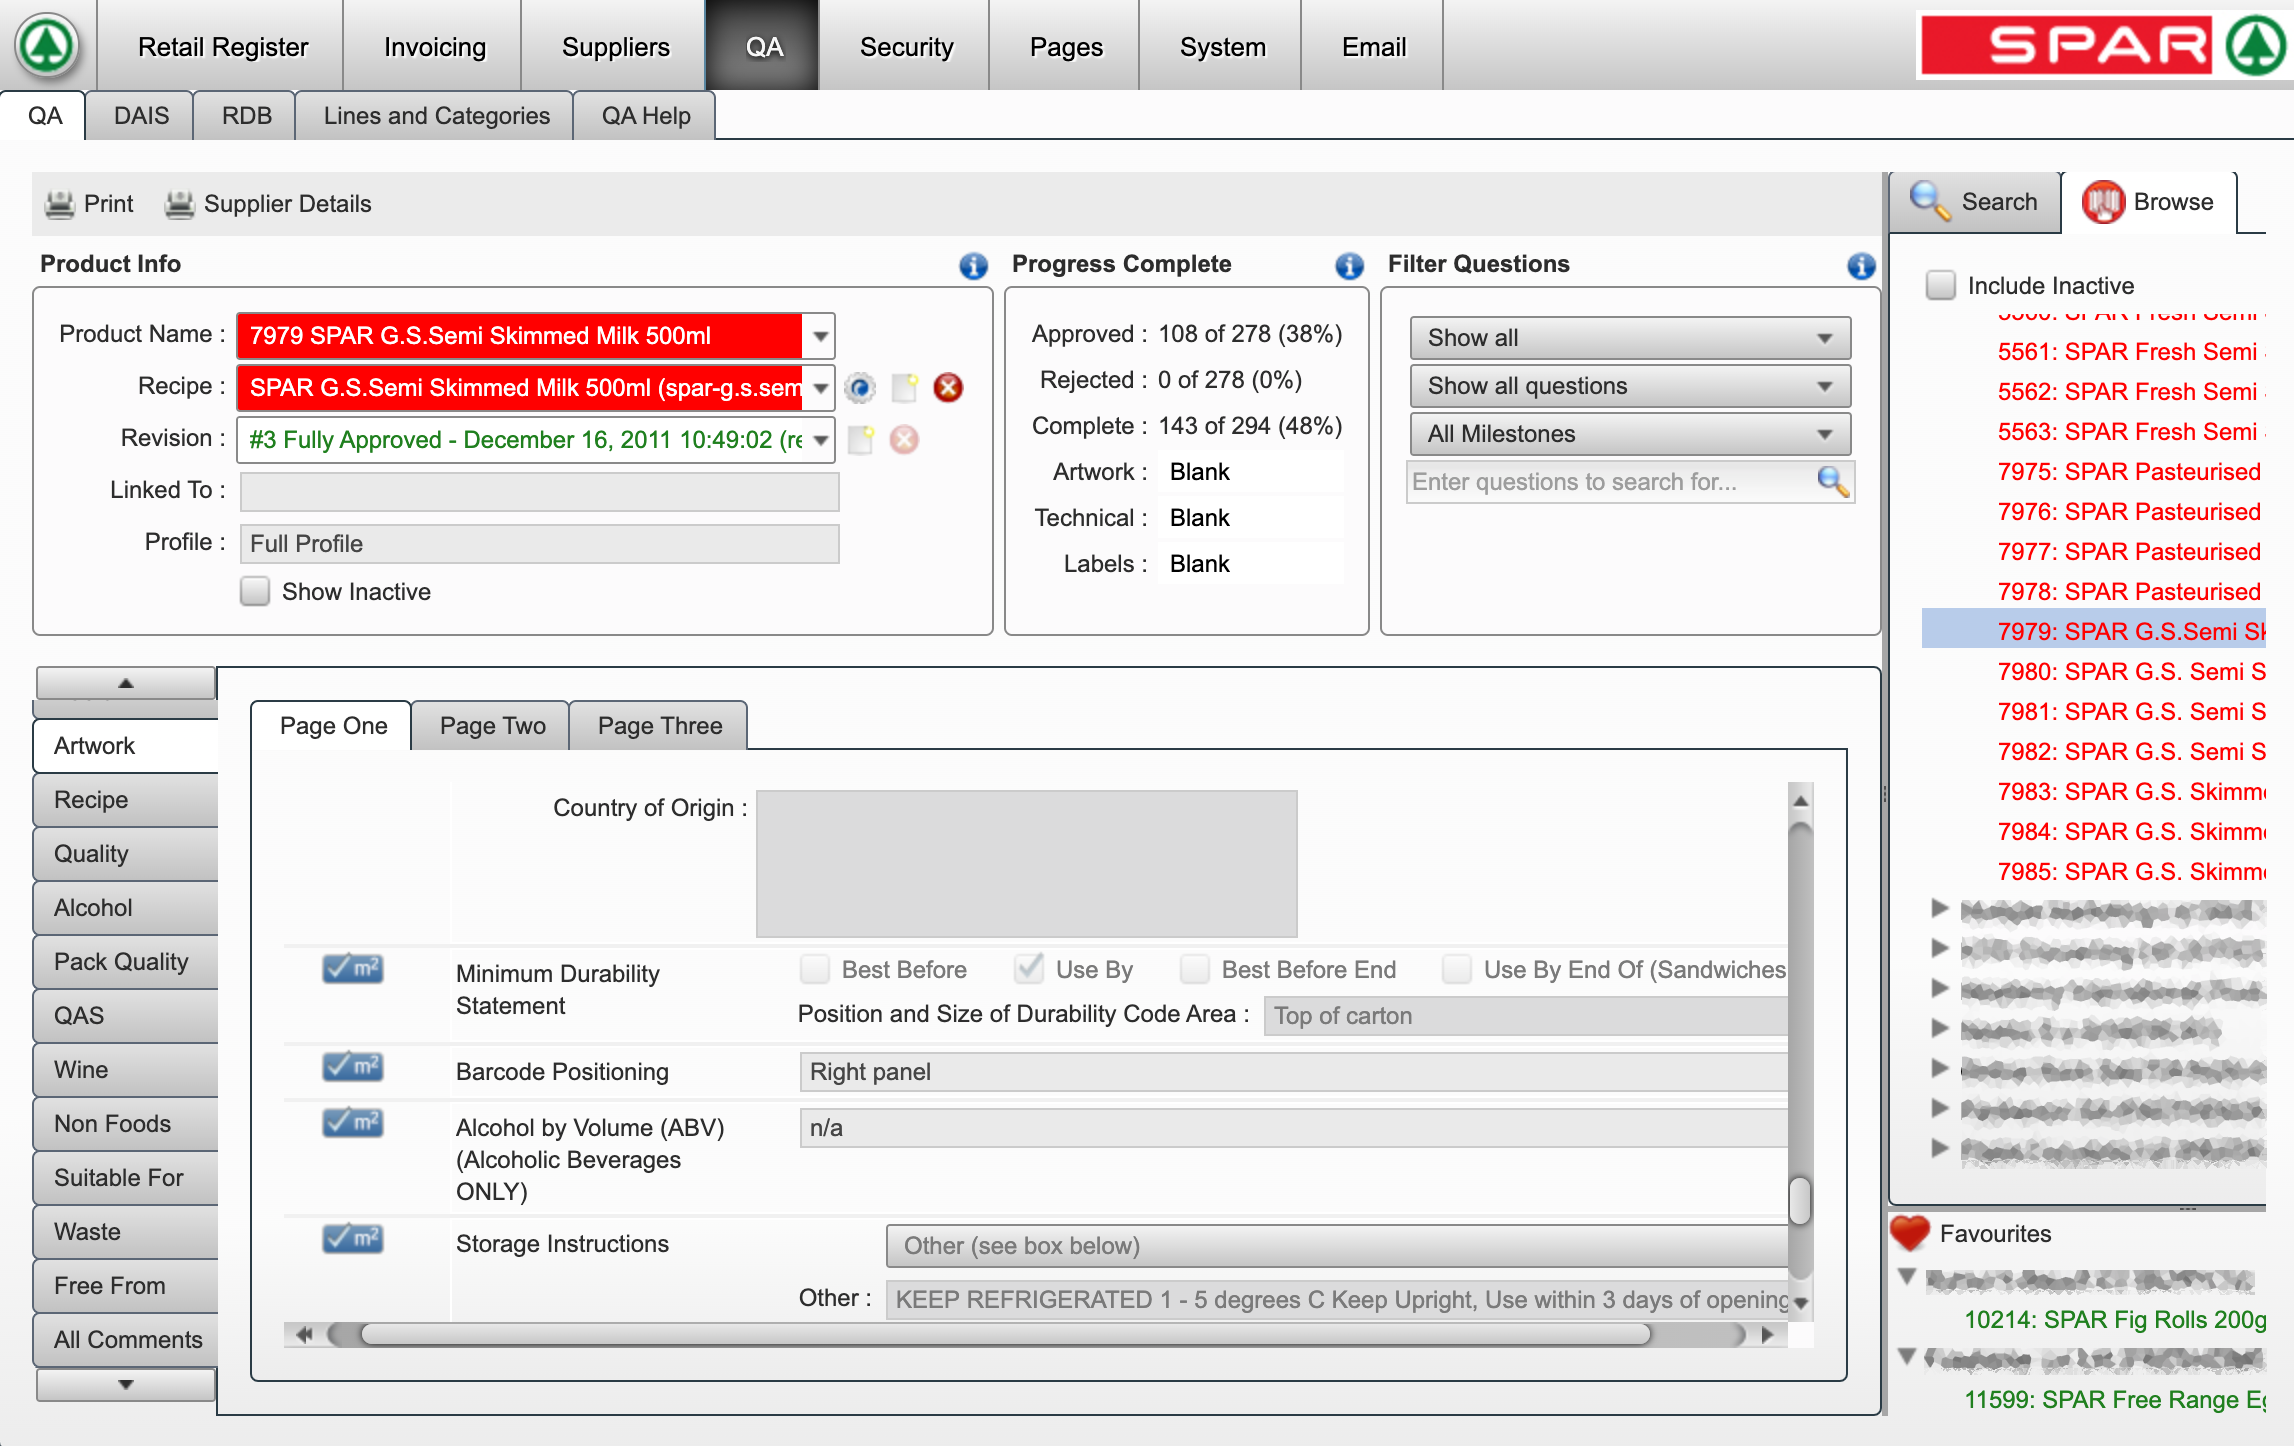 Retail Register
Invoicing
Suppliers
QA
Security
Pages
System
Email
SPAR
QA
DAIS
RDB
Lines and Categories
QA Help
Print
Supplier Details
Search
Browse
Product Info
Progress Complete
Filter Questions
Product Name :
7979 SPAR G.S.Semi Skimmed Milk 500ml
Recipe :
SPAR G.S.Semi Skimmed Milk 500ml (spar-g.s.sem
Revision :
#3 Fully Approved - December 16, 2011 10:49:02 (re
Linked To :
Profile :
Full Profile
Show Inactive
Approved : 108 of 278 (38%)
Rejected : 0 of 278 (0%)
Complete : 143 of 294 (48%)
Artwork : Blank
Technical : Blank
Labels : Blank
Show all
Show all questions
All Milestones
Enter questions to search for...
Include Inactive
5561: SPAR Fresh Semi
5562: SPAR Fresh Semi
5563: SPAR Fresh Semi
7975: SPAR Pasteurised
7976: SPAR Pasteurised
7977: SPAR Pasteurised
7978: SPAR Pasteurised
7979: SPAR G.S.Semi Sk
7980: SPAR G.S. Semi S
7981: SPAR G.S. Semi S
7982: SPAR G.S. Semi S
7983: SPAR G.S. Skimm
7984: SPAR G.S. Skimm
7985: SPAR G.S. Skimm
Artwork
Recipe
Quality
Alcohol
Pack Quality
QAS
Wine
Non Foods
Suitable For
Waste
Free From
All Comments
Page One
Page Two
Page Three
Country of Origin :
m²
Minimum Durability
Statement
Best Before
Use By
Best Before End
Use By End Of (Sandwiches
Position and Size of Durability Code Area :
Top of carton
m²
Barcode Positioning
Right panel
m²
Alcohol by Volume (ABV)
(Alcoholic Beverages
ONLY)
n/a
m²
Storage Instructions
Other (see box below)
Other :
KEEP REFRIGERATED 1 - 5 degrees C Keep Upright, Use within 3 days of opening
Favourites
10214: SPAR Fig Rolls 200g
11599: SPAR Free Range Eg